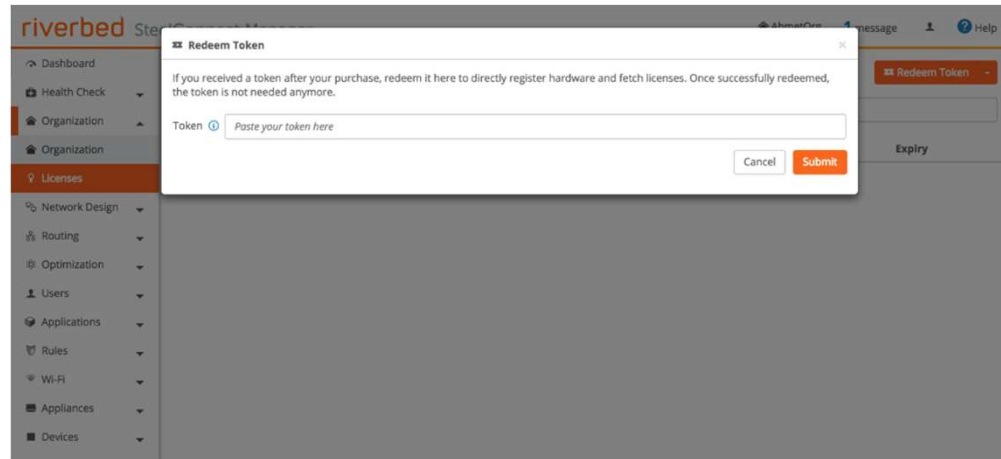 riverbed
AhmetOrg 1 message Help
Redeem Token
If you received a token after your purchase, redeem it here to directly register hardware and fetch licenses. Once successfully redeemed,
the token is not needed anymore.
Token Paste your token here
Cancel Submit
Redeem Token
Expiry
Dashboard
Health Check
Organization
Organization
Licenses
Network Design
Routing
Optimization
Users
Applications
Rules
Wi-Fi
Appliances
Devices